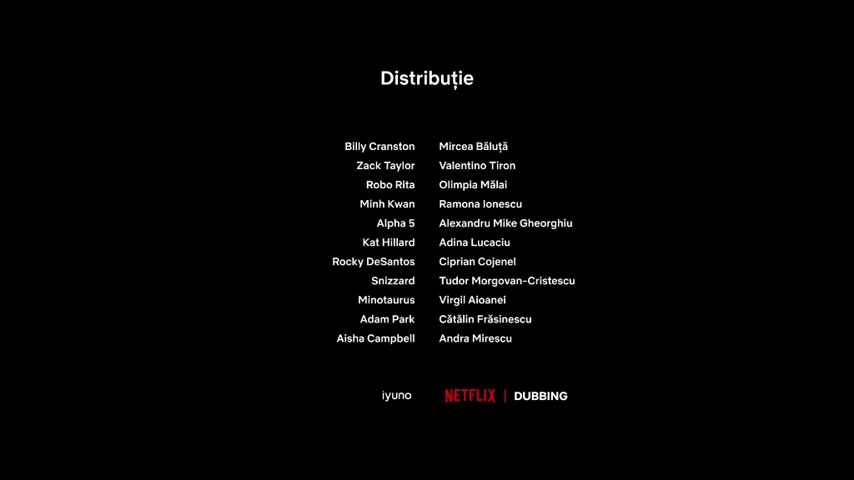 Distribuție
Billy Cranston Mircea Băluță
Zack Taylor Valentino Tiron
Robo Rita Olimpia Mălai
Minh Kwan Ramona Ionescu
Alpha 5 Alexandru Mike Gheorghiu
Kat Hillard Adina Lucaciu
Rocky DeSantos Ciprian Cojenel
Snizzard Tudor Morgovan-Cristescu
Minotaurus Virgil Aioanei
Adam Park Cătălin Frăsinescu
Aisha Campbell Andra Mirescu
iyuno NETFLIX | DUBBING